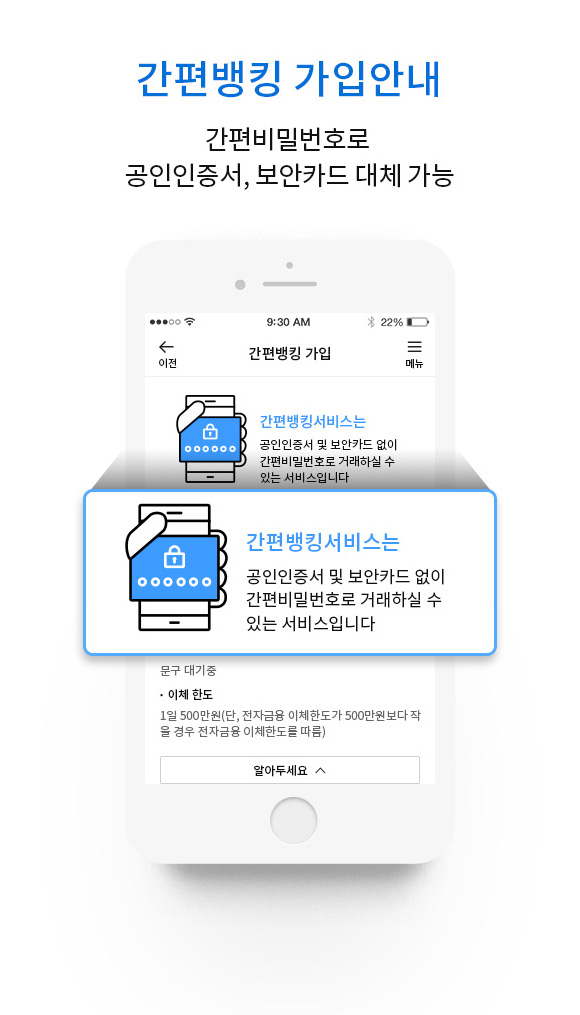 간편뱅킹 가입안내
간편비밀번호로
공인인증서, 보안카드 대체 가능
9:30 AM
22%
이전
간편뱅킹 가입
메뉴
간편뱅킹서비스는
공인인증서 및 보안카드 없이
간편비밀번호로 거래하실 수
있는 서비스입니다
간편뱅킹서비스는
공인인증서 및 보안카드 없이
간편비밀번호로 거래하실 수
있는 서비스입니다
문구 대기중
· 이체 한도
1일 500만원(단, 전자금융 이체한도가 500만원보다 작
을 경우 전자금융 이체한도를 따름)
알아두세요